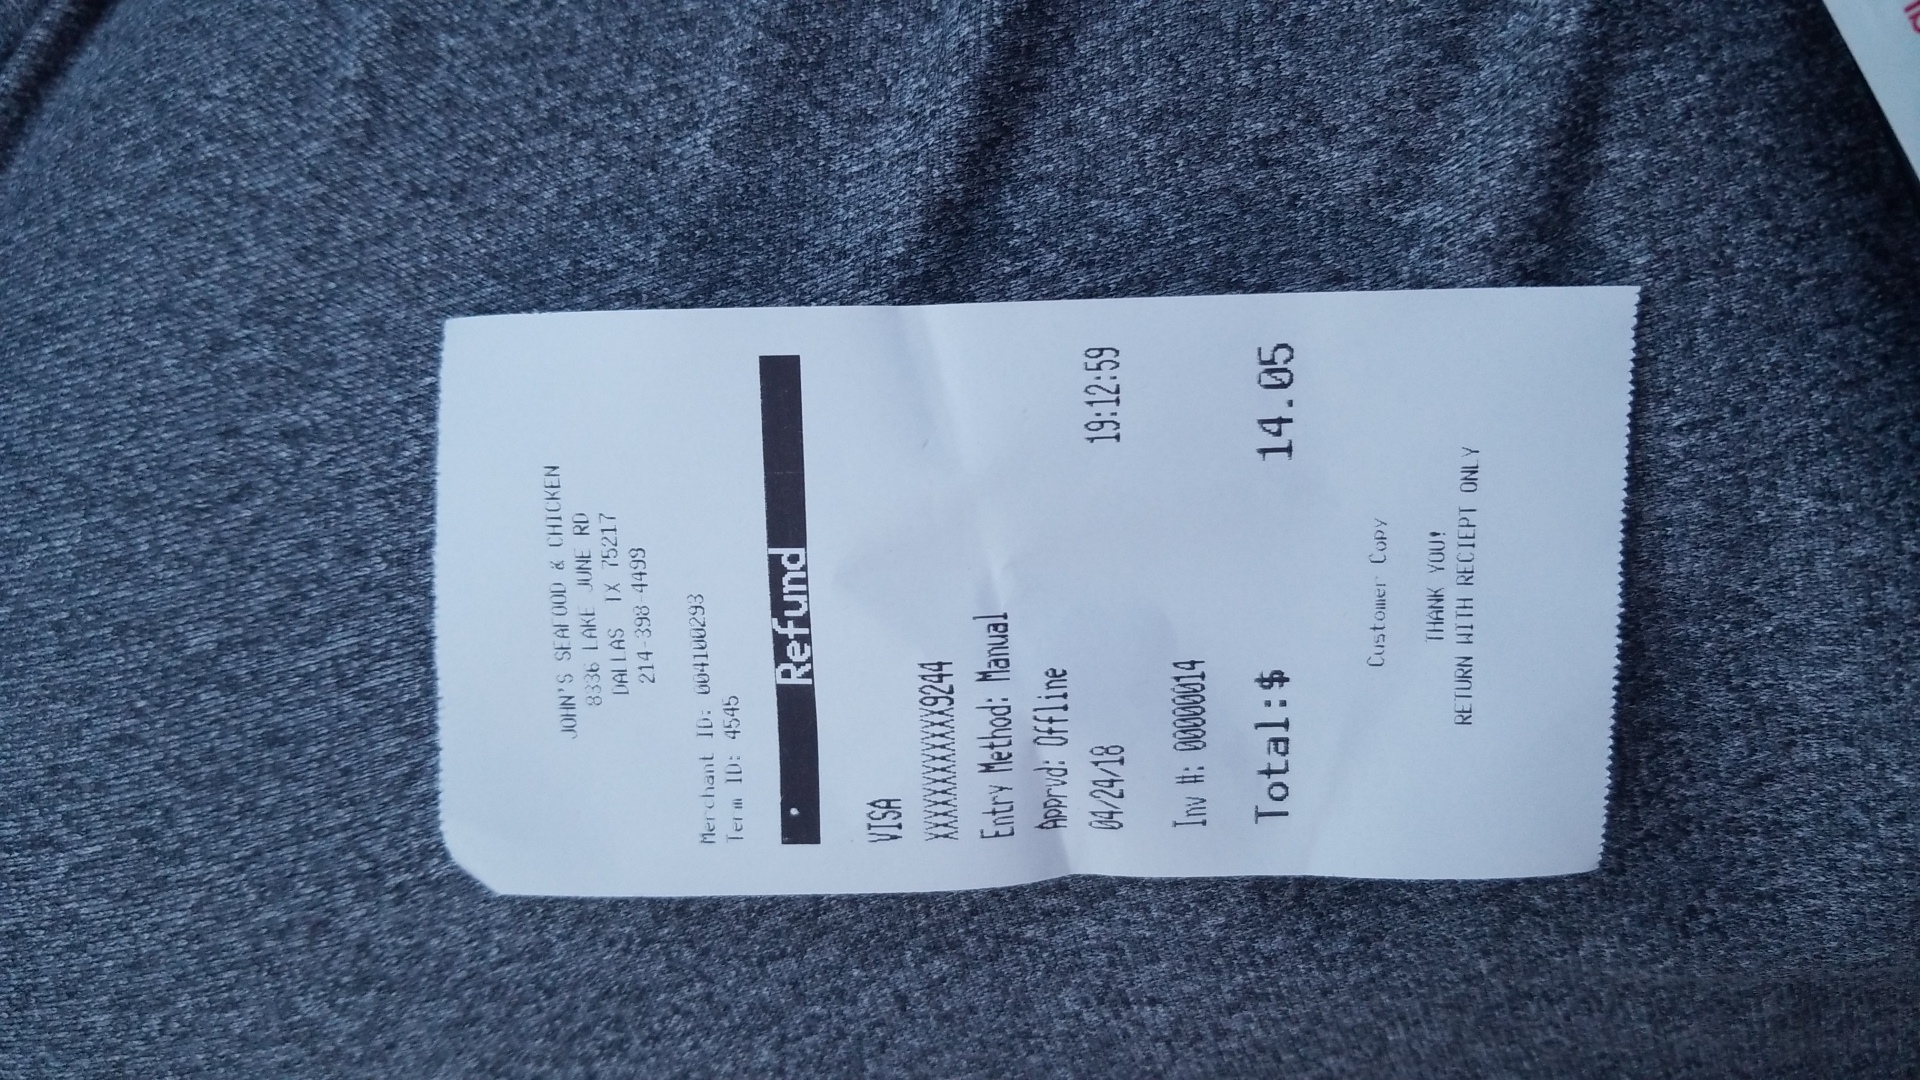 JOHN'S SEAFOOD & CHICKEN
8336 LAKE JUNE RD
DALLAS TX 75217
214-398-4499
Merchant ID: 004100293
Term ID: 4545
Refund
VISA
XXXXXXXXXXXX9244
Entry Method: Manual
Apprvd: Offline
04/24/18 19:12:59
Inv #: 00000014
Total:$ 14.05
Customer Copy
THANK YOU!
RETURN WITH RECIEPT ONLY